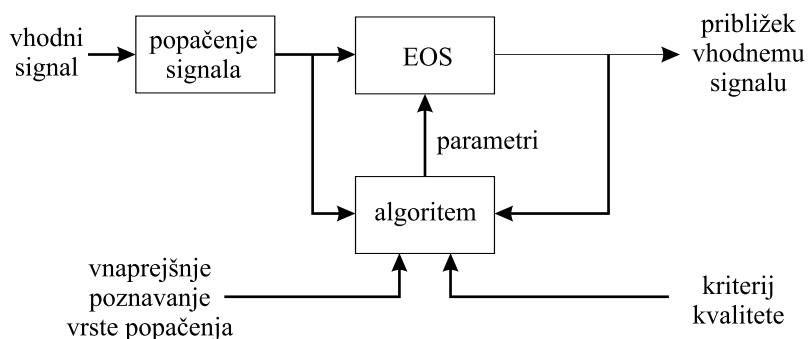 vhodni
signal
popačenje
signala
EOS
približek
vhodnemu
signalu
parametri
algoritem
vnaprejšnje
poznavanje
vrste popačenja
kriterij
kvalitete